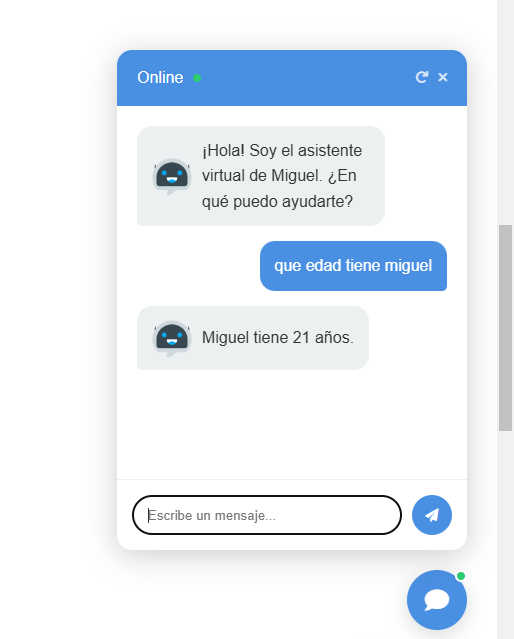 Online
¡Hola! Soy el asistente
virtual de Miguel. ¿En
qué puedo ayudarte?
que edad tiene miguel
Miguel tiene 21 años.
Escribe un mensaje...